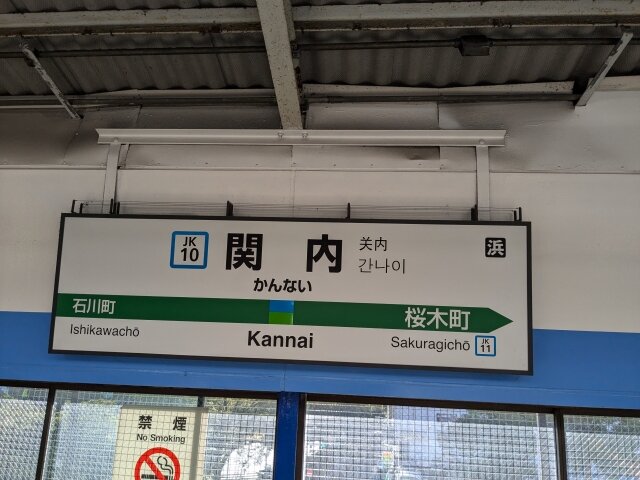 JK
10
関内
关内
간나이
浜
かんない
石川町
桜木町
Ishikawachō
Kannai
Sakuragichō
JK
11
禁煙
No Smoking